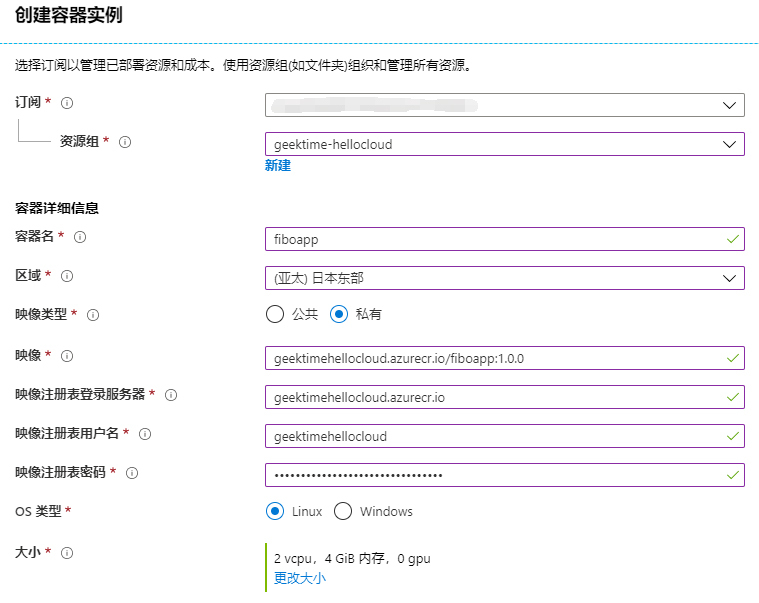 创建容器实例
选择订阅以管理已部署资源和成本。使用资源组(如文件夹)组织和管理所有资源。
订阅 *
资源组 * geektime-hellocloud
新建
容器详细信息
容器名 * fiboapp
区域 * (亚太) 日本东部
映像类型 * 公共 私有
映像 * geektimehellocloud.azurecr.io/fiboapp:1.0.0
映像注册表登录服务器 * geektimehellocloud.azurecr.io
映像注册表用户名 * geektimehellocloud
映像注册表密码 * ••••••••••••••••••••••••••••••••
OS 类型 * Linux Windows
大小 * 2 vcpu，4 GiB 内存，0 gpu
更改大小